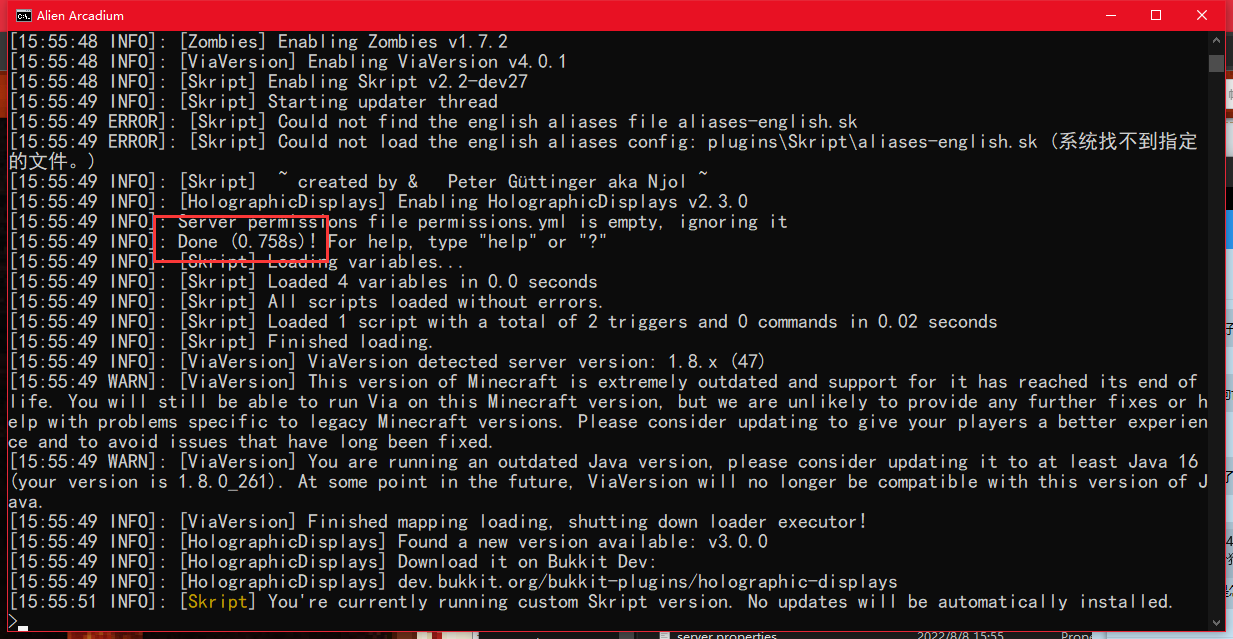 Alien Arcadium
[15:55:48 INFO]: [Zombies] Enabling Zombies v1.7.2
[15:55:48 INFO]: [ViaVersion] Enabling ViaVersion v4.0.1
[15:55:48 INFO]: [Skript] Enabling Skript v2.2-dev27
[15:55:49 INFO]: [Skript] Starting updater thread
[15:55:49 ERROR]: [Skript] Could not find the english aliases file aliases-english.sk
[15:55:49 ERROR]: [Skript] Could not load the english aliases config: plugins\Skript\aliases-english.sk (系统找不到指定
的文件。)
[15:55:49 INFO]: [Skript]  ~ created by &  Peter Güttinger aka Njol ~
[15:55:49 INFO]: [HolographicDisplays] Enabling HolographicDisplays v2.3.0
[15:55:49 INFO]: Server permissions file permissions.yml is empty, ignoring it
[15:55:49 INFO]: Done (0.758s)! For help, type "help" or "?"
[15:55:49 INFO]: [Skript] Loading variables...
[15:55:49 INFO]: [Skript] Loaded 4 variables in 0.0 seconds
[15:55:49 INFO]: [Skript] All scripts loaded without errors.
[15:55:49 INFO]: [Skript] Loaded 1 script with a total of 2 triggers and 0 commands in 0.02 seconds
[15:55:49 INFO]: [Skript] Finished loading.
[15:55:49 INFO]: [ViaVersion] ViaVersion detected server version: 1.8.x (47)
[15:55:49 WARN]: [ViaVersion] This version of Minecraft is extremely outdated and support for it has reached its end of
life. You will still be able to run Via on this Minecraft version, but we are unlikely to provide any further fixes or h
elp with problems specific to legacy Minecraft versions. Please consider updating to give your players a better experien
ce and to avoid issues that have long been fixed.
[15:55:49 WARN]: [ViaVersion] You are running an outdated Java version, please consider updating it to at least Java 16
(your version is 1.8.0_261). At some point in the future, ViaVersion will no longer be compatible with this version of J
ava.
[15:55:49 INFO]: [ViaVersion] Finished mapping loading, shutting down loader executor!
[15:55:49 INFO]: [HolographicDisplays] Found a new version available: v3.0.0
[15:55:49 INFO]: [HolographicDisplays] Download it on Bukkit Dev:
[15:55:49 INFO]: [HolographicDisplays] dev.bukkit.org/bukkit-plugins/holographic-displays
[15:55:51 INFO]: [Skript] You're currently running custom Skript version. No updates will be automatically installed.
>
server.properties 2022/8/8 15:55